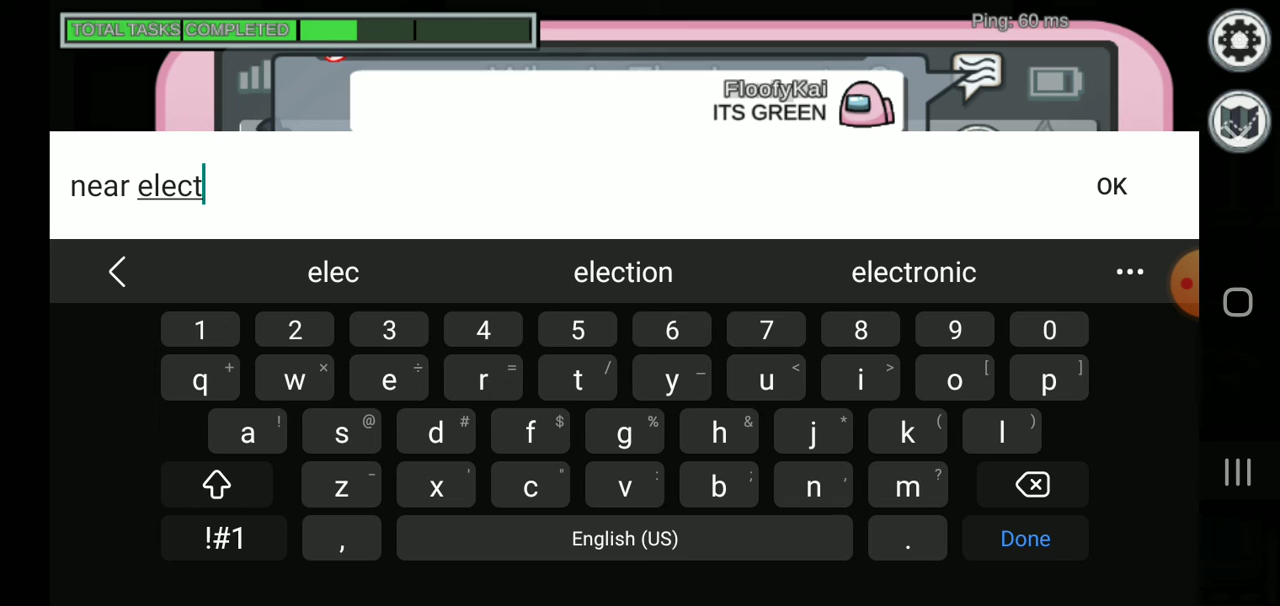 TOTAL TASKS COMPLETED
Ping: 60 ms
FloofyKai
ITS GREEN
near elect
OK
elec election electronic
1 2 3 4 5 6 7 8 9 0
q + w × e ÷ r = t / y _ u < i > o [ p ]
a ! s @ d # f $ g % h & j * k ( l )
z - x ' c " v : b ; n , m ?
!#1 , English (US) . Done